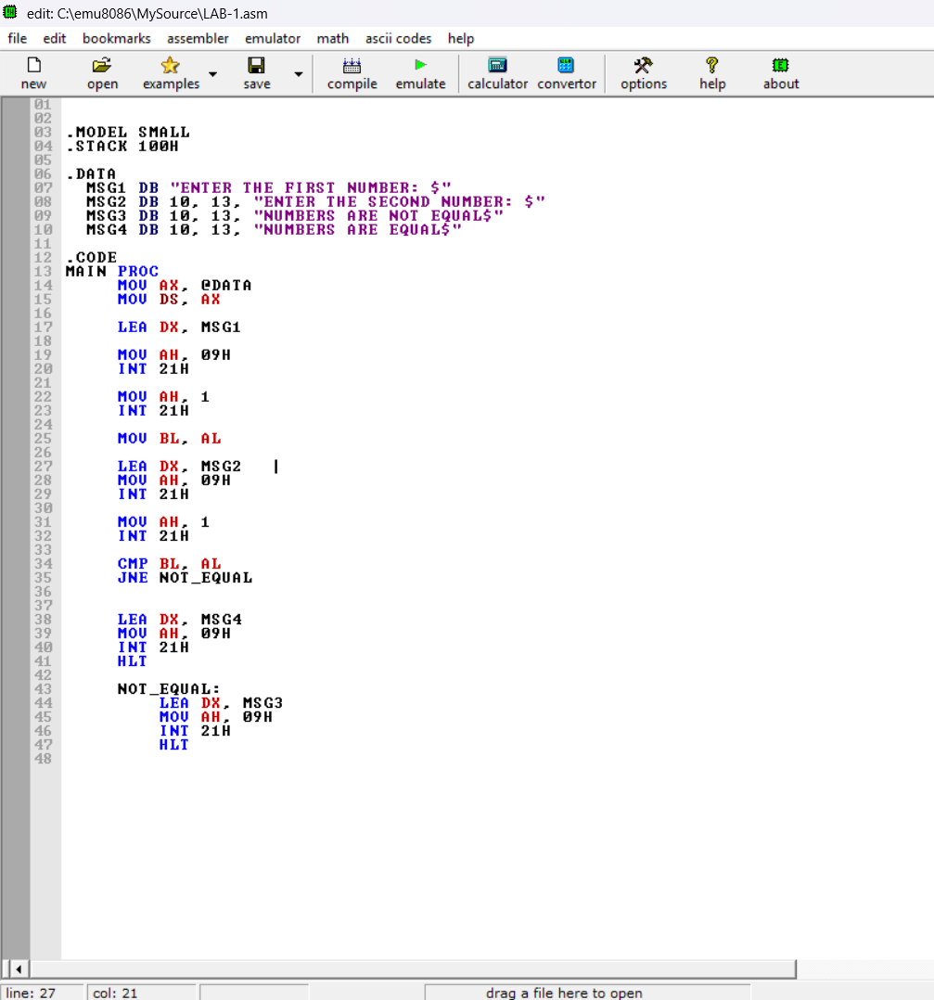 edit: C:\emu8086\MySource\LAB-1.asm
file edit bookmarks assembler emulator math ascii codes help
new open examples save compile emulate calculator convertor options help about
01
02
03 .MODEL SMALL
04 .STACK 100H
05
06 .DATA
07 MSG1 DB "ENTER THE FIRST NUMBER: $"
08 MSG2 DB 10, 13, "ENTER THE SECOND NUMBER: $"
09 MSG3 DB 10, 13, "NUMBERS ARE NOT EQUAL$"
10 MSG4 DB 10, 13, "NUMBERS ARE EQUAL$"
11
12 .CODE
13 MAIN PROC
14 MOV AX, @DATA
15 MOV DS, AX
16
17 LEA DX, MSG1
18
19 MOV AH, 09H
20 INT 21H
21
22 MOV AH, 1
23 INT 21H
24
25 MOV BL, AL
26
27 LEA DX, MSG2
28 MOV AH, 09H
29 INT 21H
30
31 MOV AH, 1
32 INT 21H
33
34 CMP BL, AL
35 JNE NOT_EQUAL
36
37
38 LEA DX, MSG4
39 MOV AH, 09H
40 INT 21H
41 HLT
42
43 NOT_EQUAL:
44 LEA DX, MSG3
45 MOV AH, 09H
46 INT 21H
47 HLT
48
line: 27 col: 21 drag a file here to open